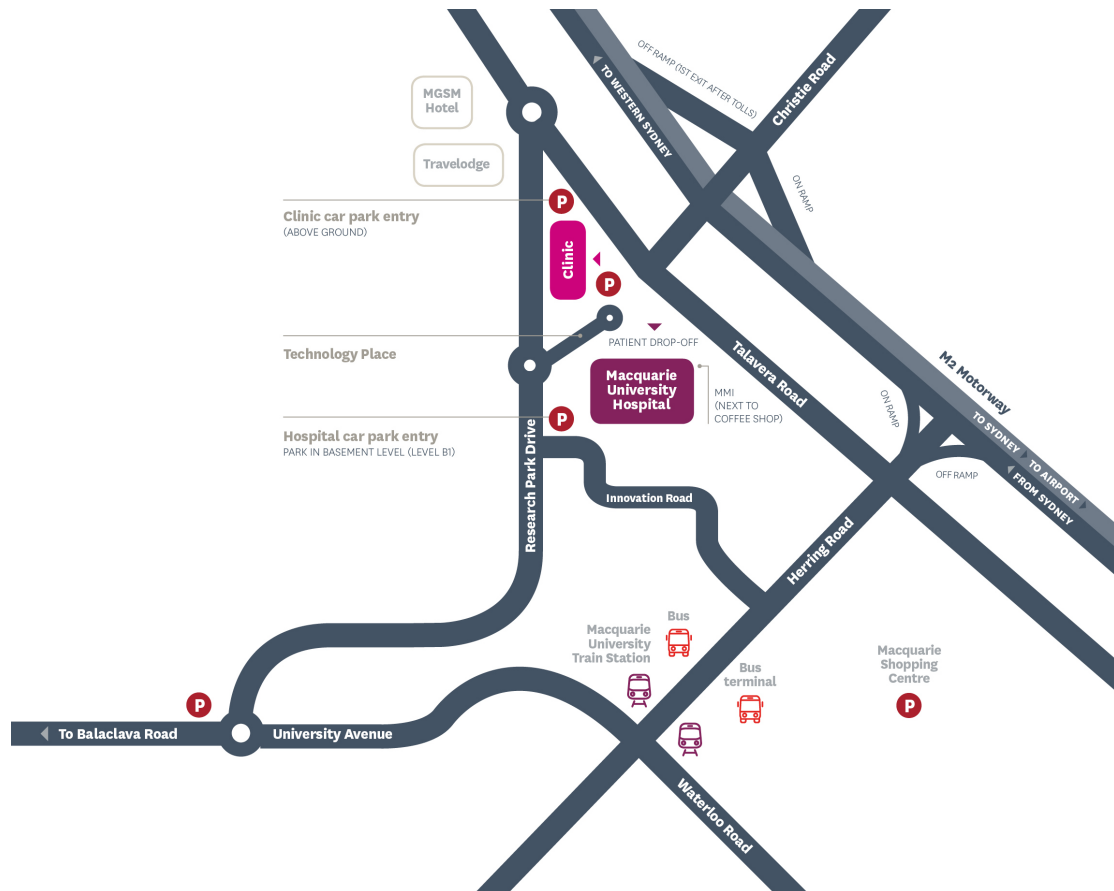 OFF RAMP (1ST EXIT AFTER TOLLS)
TO WESTERN SYDNEY
Christie Road
MGSM
Hotel
Travelodge
ON RAMP
P
Clinic car park entry
(ABOVE GROUND)
Clinic
P
Technology Place
PATIENT DROP-OFF
Talavera Road
M2 Motorway
Macquarie
University
Hospital
MMI
(NEXT TO
COFFEE SHOP)
ON RAMP
TO SYDNEY
TO AIRPORT
FROM SYDNEY
OFF RAMP
P
Hospital car park entry
PARK IN BASEMENT LEVEL (LEVEL B1)
Research Park Drive
Innovation Road
Herring Road
Bus
Macquarie
University
Train Station
Bus
terminal
Macquarie
Shopping
Centre
P
P
To Balaclava Road
University Avenue
Waterloo Road